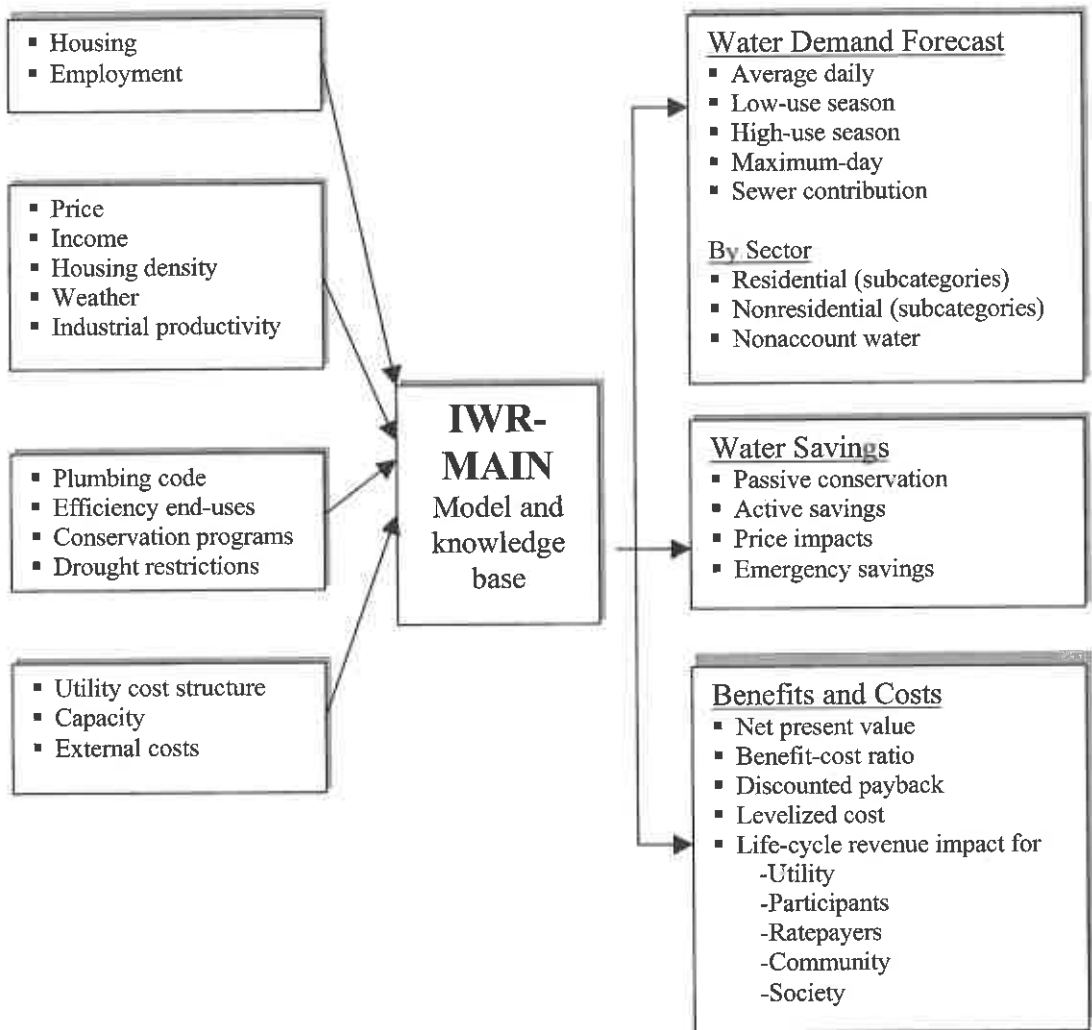 ▪ Housing
▪ Employment
▪ Price
▪ Income
▪ Housing density
▪ Weather
▪ Industrial productivity
▪ Plumbing code
▪ Efficiency end-uses
▪ Conservation programs
▪ Drought restrictions
▪ Utility cost structure
▪ Capacity
▪ External costs
IWR-
MAIN
Model and
knowledge
base
Water Demand Forecast
▪ Average daily
▪ Low-use season
▪ High-use season
▪ Maximum-day
▪ Sewer contribution
By Sector
▪ Residential (subcategories)
▪ Nonresidential (subcategories)
▪ Nonaccount water
Water Savings
▪ Passive conservation
▪ Active savings
▪ Price impacts
▪ Emergency savings
Benefits and Costs
▪ Net present value
▪ Benefit-cost ratio
▪ Discounted payback
▪ Levelized cost
▪ Life-cycle revenue impact for
-Utility
-Participants
-Ratepayers
-Community
-Society